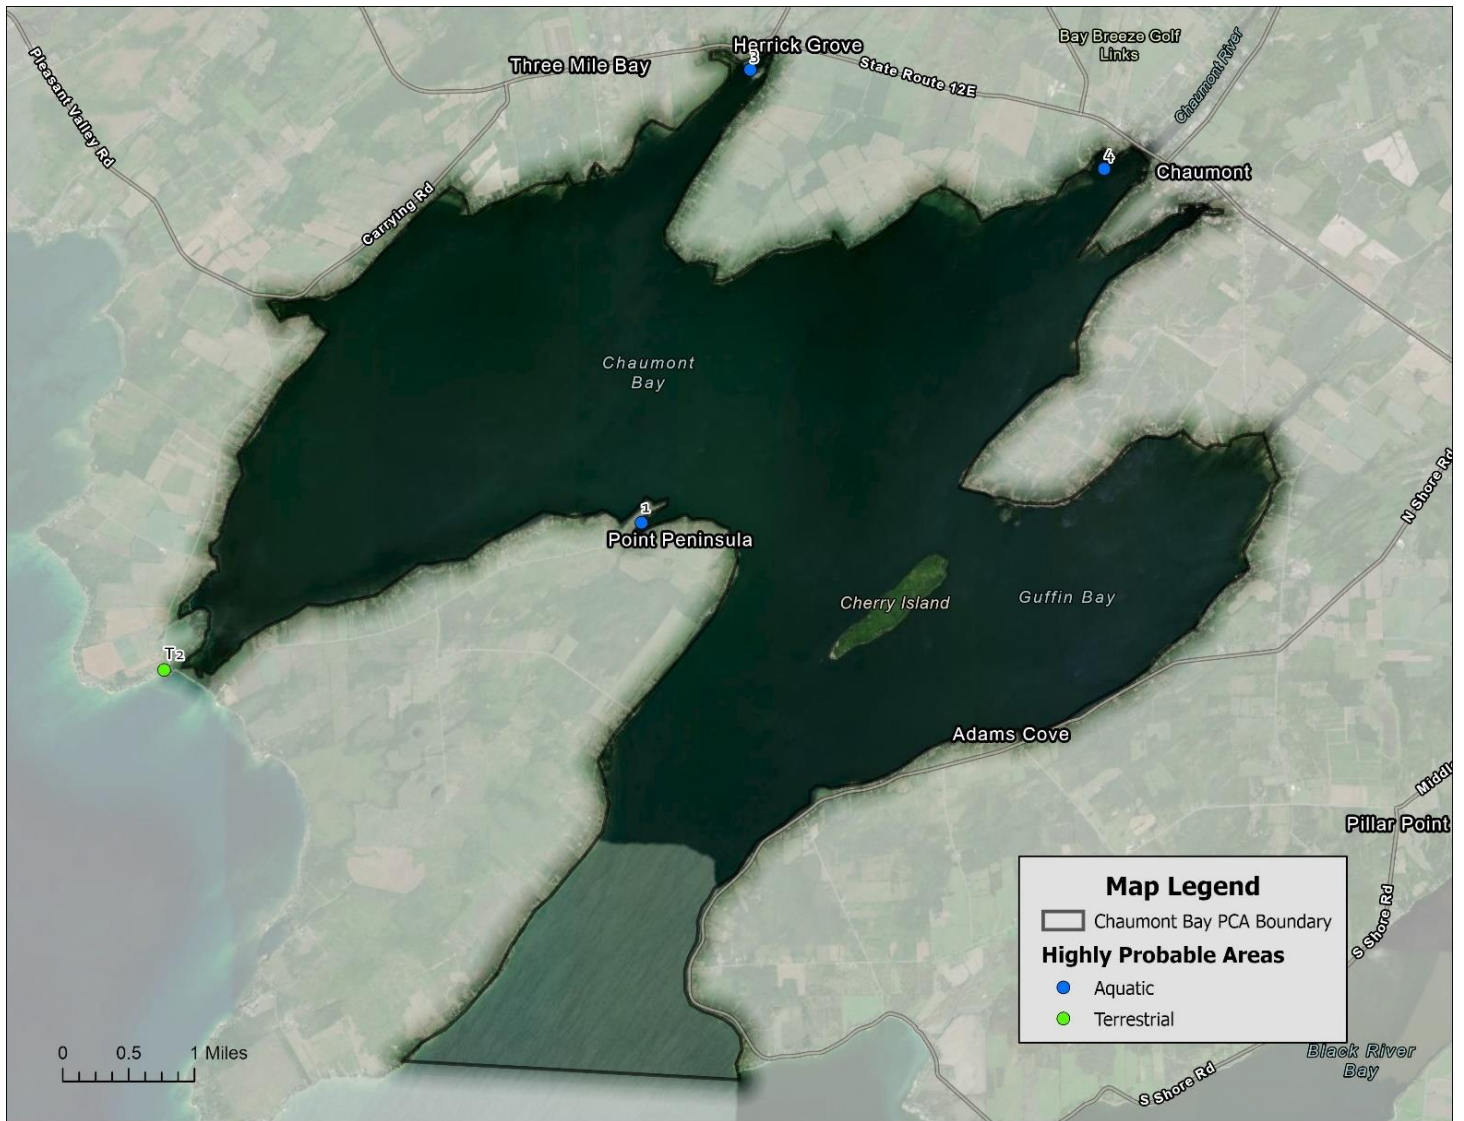 Herrick Grove
3
Three Mile Bay
State Route 12E
Bay Breeze Golf
Links
Chaumont River
Pleasant Valley Rd
4
Chaumont
Carrying Rd
Chaumont
Bay
N Shore Rd
1
Point Peninsula
Cherry Island
Guffin Bay
T2
Adams Cove
Middl
Pillar Point
S Shore Rd
Map Legend
Chaumont Bay PCA Boundary
Highly Probable Areas
Aquatic
Terrestrial
0 0.5 1 Miles
Black River
Bay
S Shore Rd